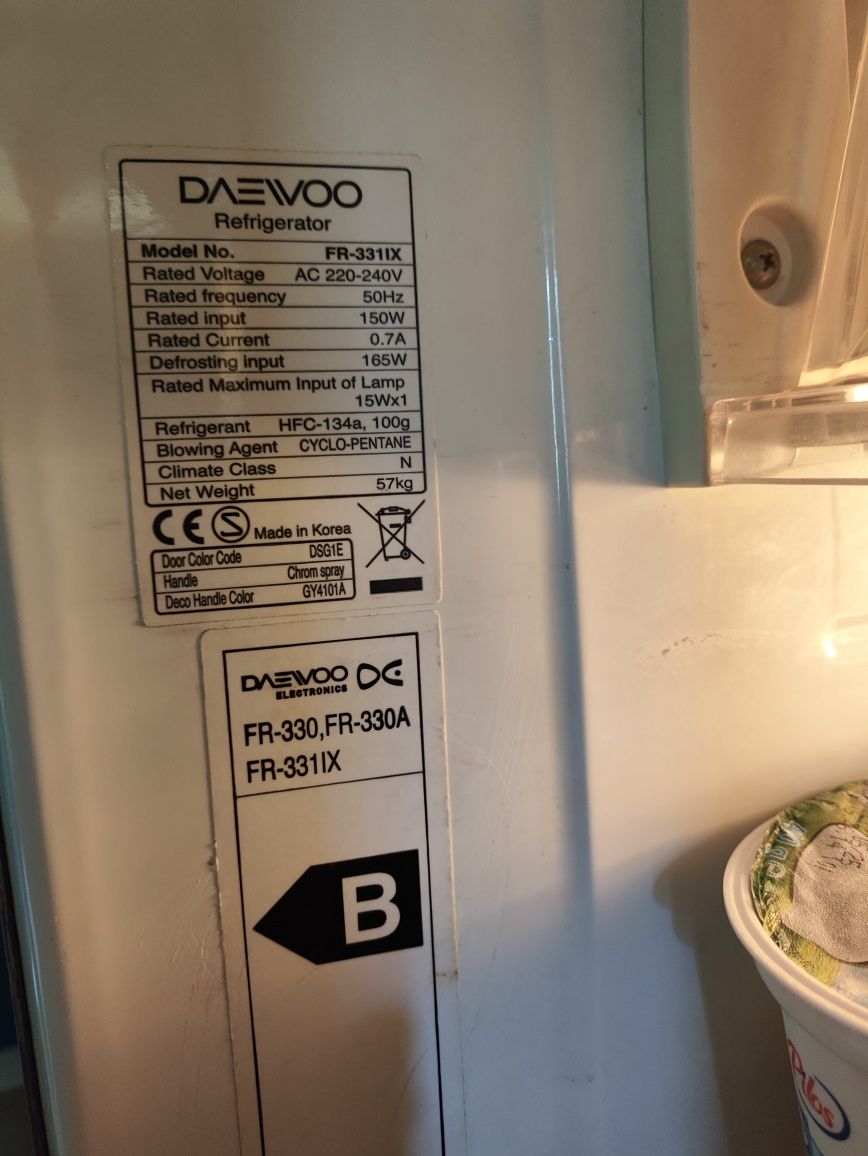 DAEWOO
Refrigerator
Model No. FR-331IX
Rated Voltage AC 220-240V
Rated frequency 50Hz
Rated input 150W
Rated Current 0.7A
Defrosting input 165W
Rated Maximum Input of Lamp
15Wx1
Refrigerant HFC-134a, 100g
Blowing Agent CYCLO-PENTANE
Climate Class N
Net Weight 57kg
CE S Made in Korea
Door Color Code DSG1E
Handle Chrom spray
Deco Handle Color GY4101A
DAEWOO
ELECTRONICS
FR-330,FR-330A
FR-331IX
B
Pilos